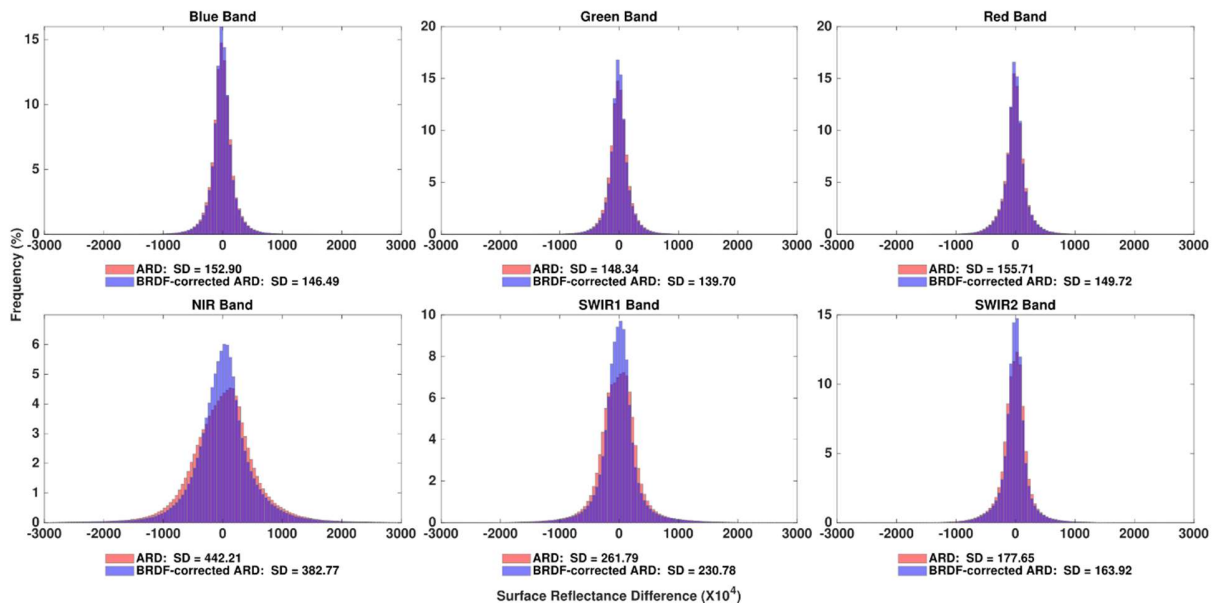 Blue Band
Green Band
Red Band
15
10
5
0
-3000 -2000 -1000 0 1000 2000 3000
20
15
10
5
0
-3000 -2000 -1000 0 1000 2000 3000
20
15
10
5
0
-3000 -2000 -1000 0 1000 2000 3000
ARD: SD = 152.90
BRDF-corrected ARD: SD = 146.49
ARD: SD = 148.34
BRDF-corrected ARD: SD = 139.70
ARD: SD = 155.71
BRDF-corrected ARD: SD = 149.72
Frequency (%)
NIR Band
SWIR1 Band
SWIR2 Band
6
5
4
3
2
1
0
-3000 -2000 -1000 0 1000 2000 3000
10
8
6
4
2
0
-3000 -2000 -1000 0 1000 2000 3000
15
10
5
0
-3000 -2000 -1000 0 1000 2000 3000
ARD: SD = 442.21
BRDF-corrected ARD: SD = 382.77
ARD: SD = 261.79
BRDF-corrected ARD: SD = 230.78
ARD: SD = 177.65
BRDF-corrected ARD: SD = 163.92
Surface Reflectance Difference (X10⁴)